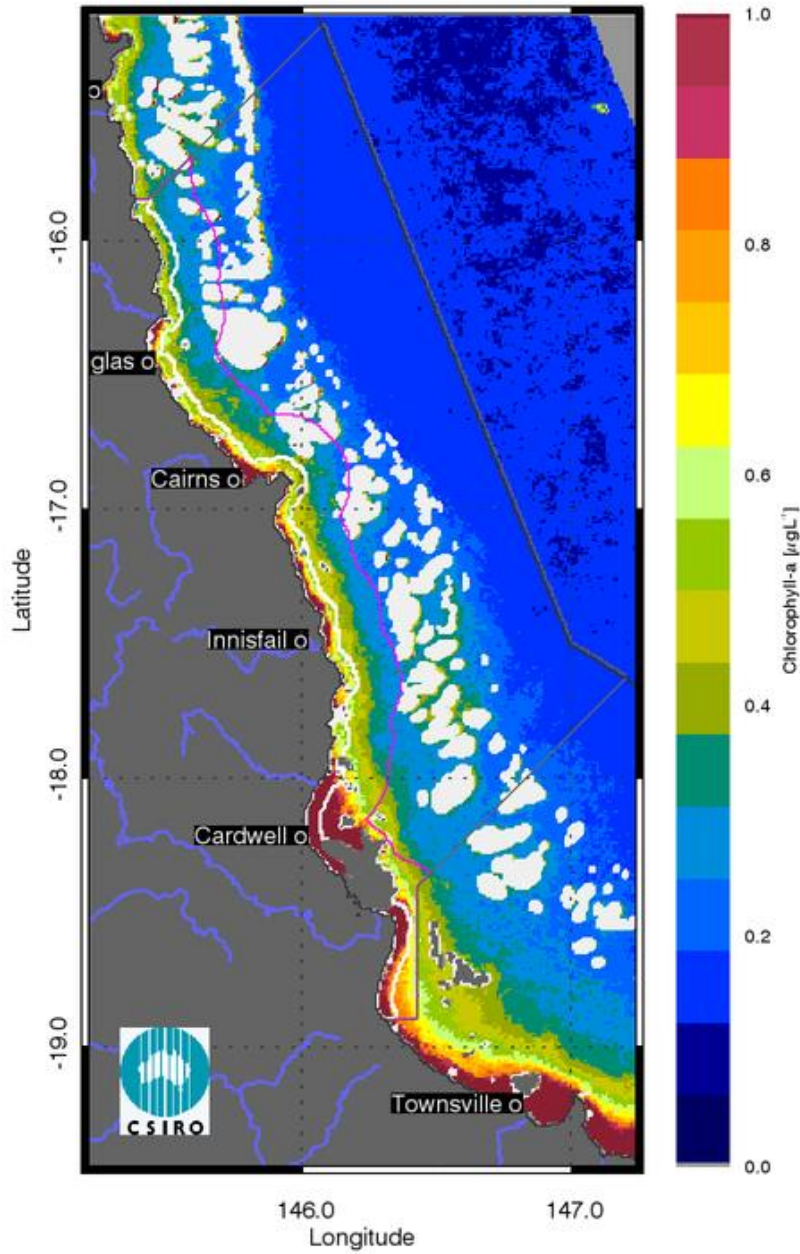 o
1.0
-16.0
0.8
glas o
0.6
Cairns o
-17.0
Latitude
Chlorophyll-a [µgL⁻¹]
Innisfail o
0.4
-18.0
Cardwell o
0.2
-19.0
Townsville o
CSIRO
0.0
146.0
147.0
Longitude